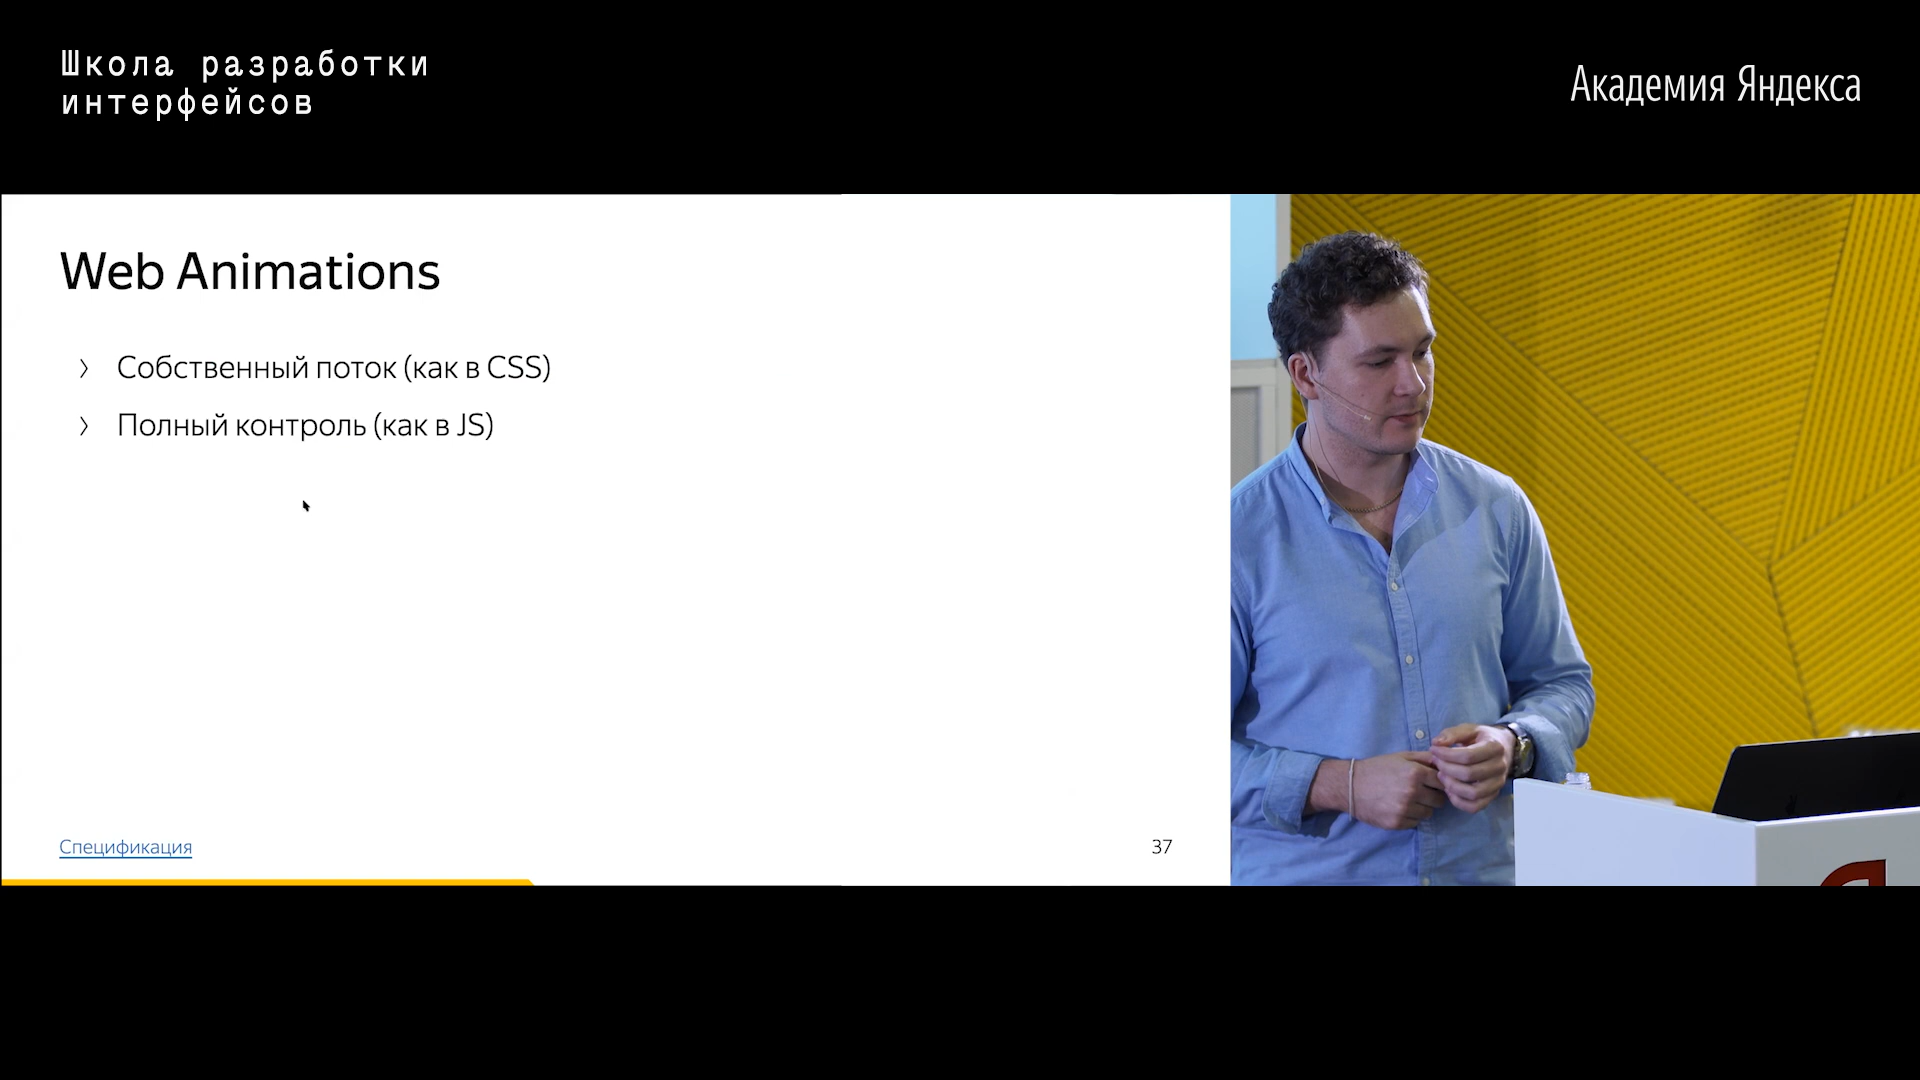 Школа разработки
интерфейсов
Академия Яндекса
Web Animations
Собственный поток (как в CSS)
Полный контроль (как в JS)
Спецификация
37